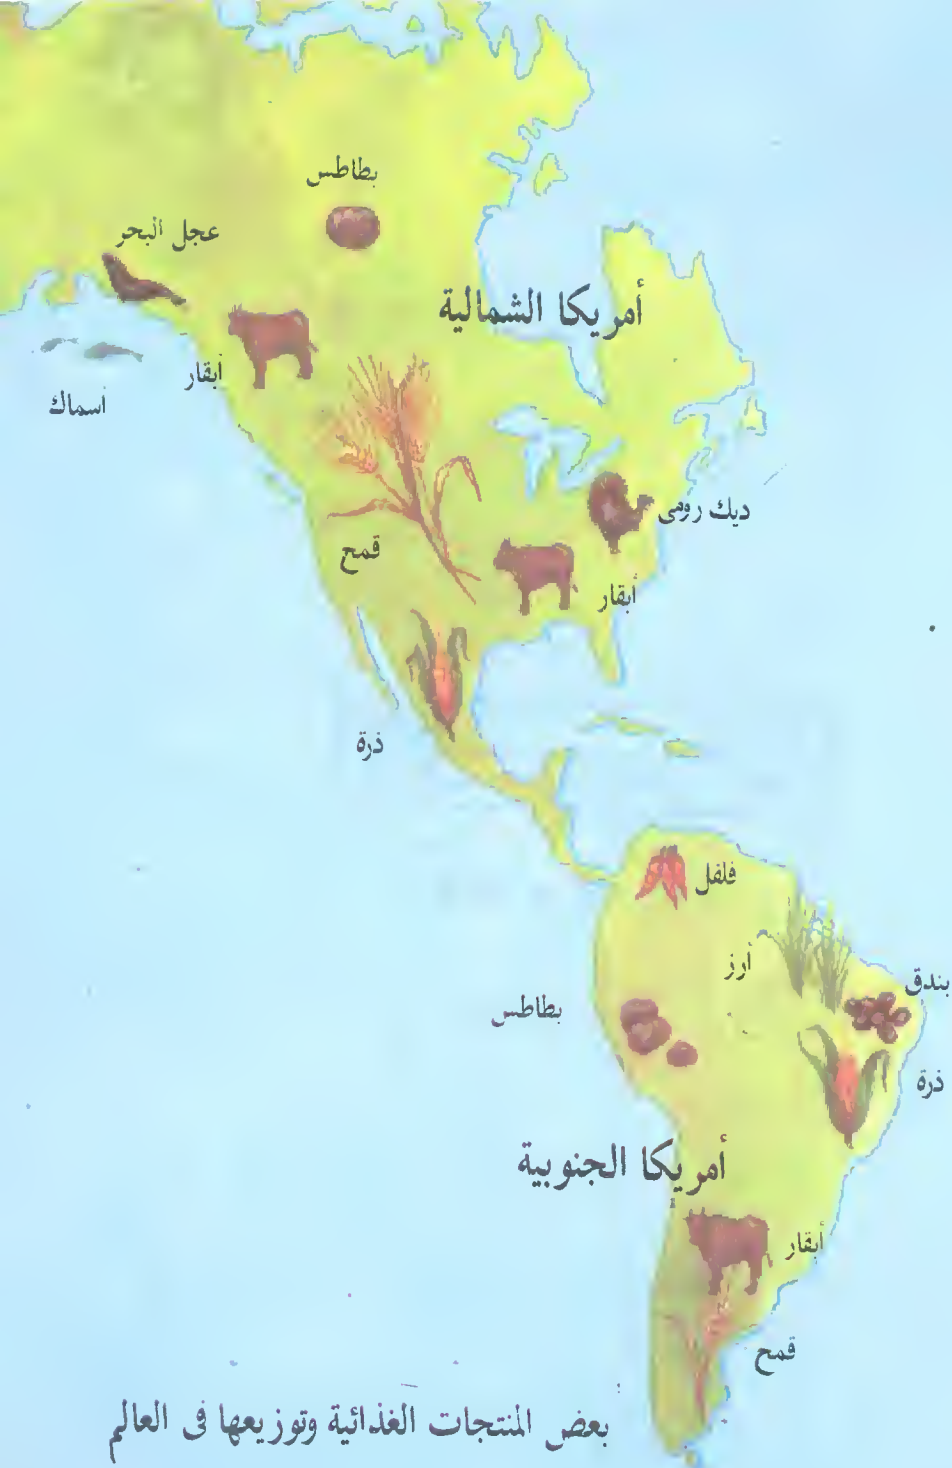 بطاطس
عجل البحر
أمريكا الشمالية
أبقار
أسماك
ديك رومى
قمح
أبقار
ذرة
فلفل
أرز
بندق
بطاطس
ذرة
أمريكا الجنوبية
أبقار
قمح
بعض المنتجات الغذائية وتوزيعها فى العالم